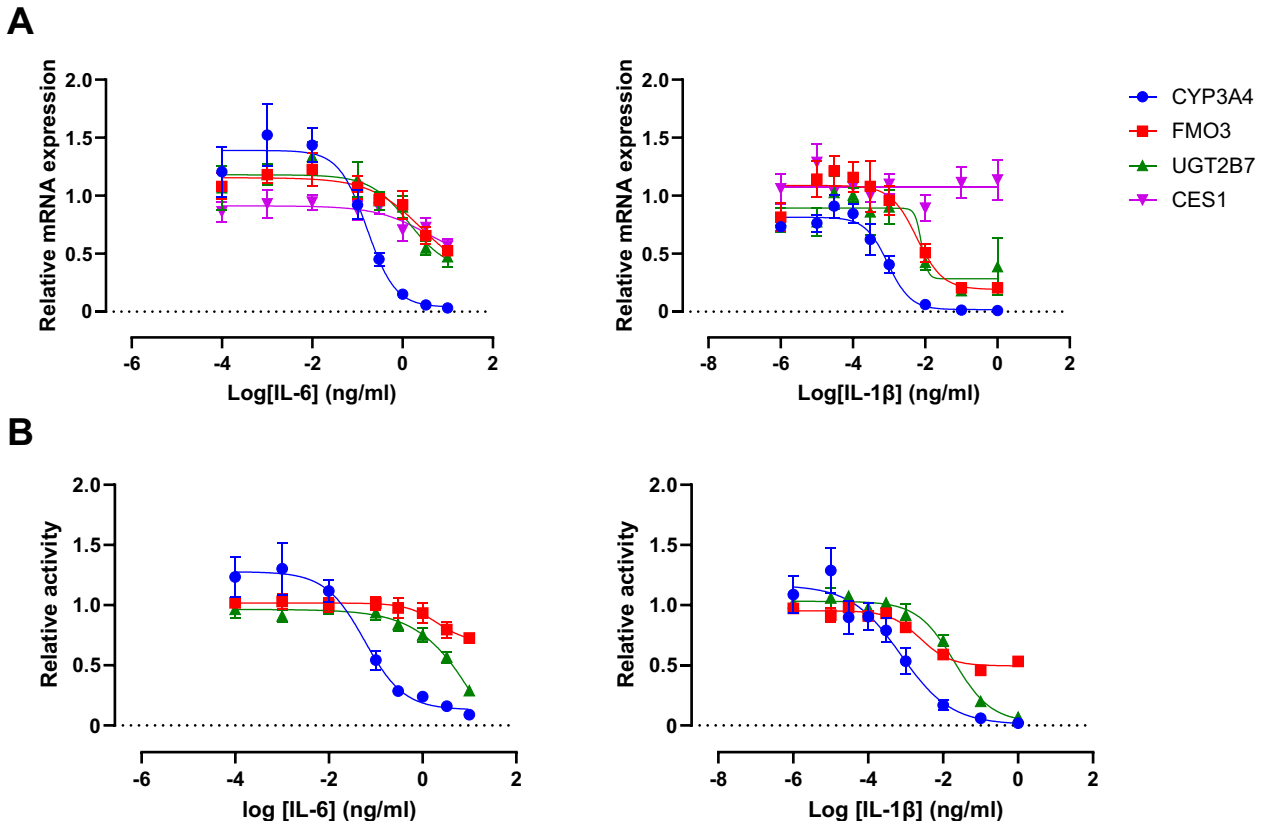 A
Relative mRNA expression
2.0
1.5
1.0
0.5
0
-6 -4 -2 0 2
Log[IL-6] (ng/ml)
Relative mRNA expression
2.0
1.5
1.0
0.5
0
-8 -6 -4 -2 0 2
Log[IL-1β] (ng/ml)
CYP3A4
FMO3
UGT2B7
CES1
B
Relative activity
2.0
1.5
1.0
0.5
0
-6 -4 -2 0 2
log [IL-6] (ng/ml)
Relative activity
2.0
1.5
1.0
0.5
0
-8 -6 -4 -2 0 2
Log [IL-1β] (ng/ml)